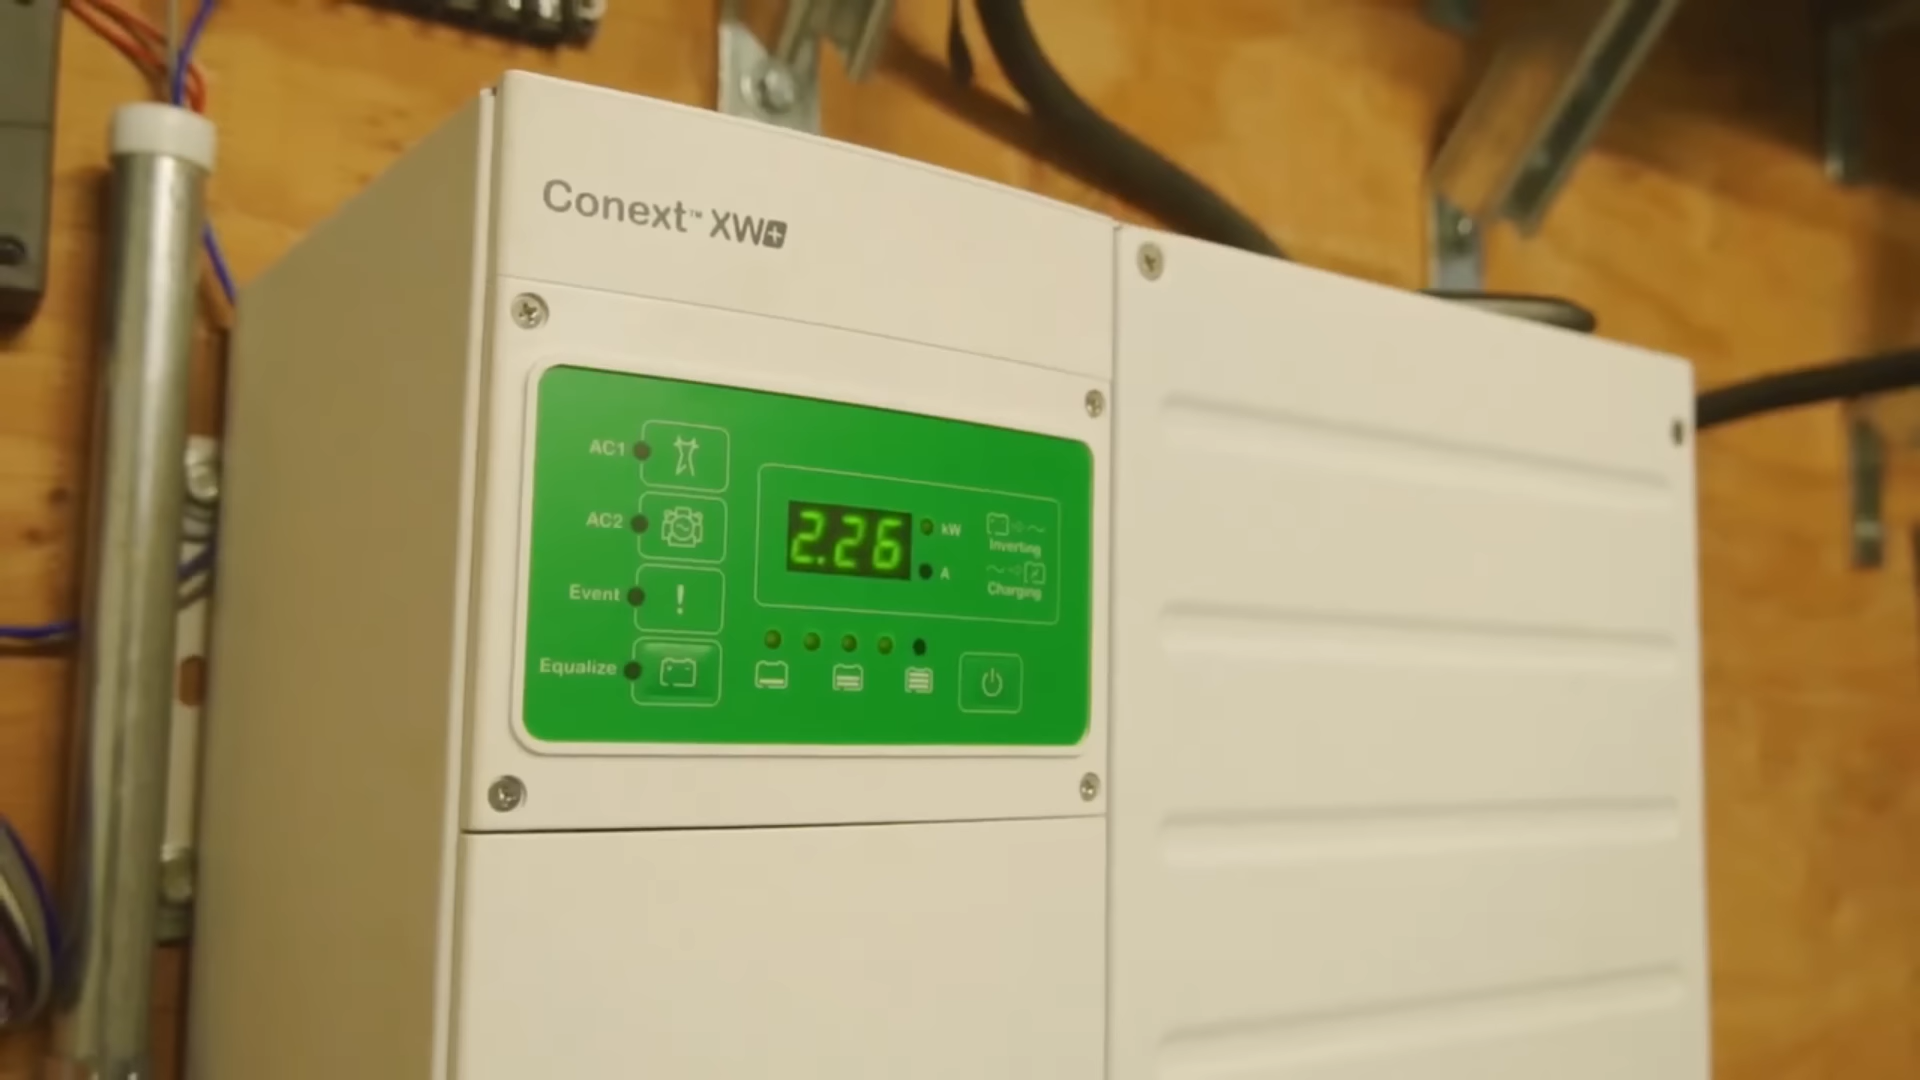 Conext™ XW+
AC1
AC2
Event
!
Equalize
2.26
kW
A
Inverting
Charging